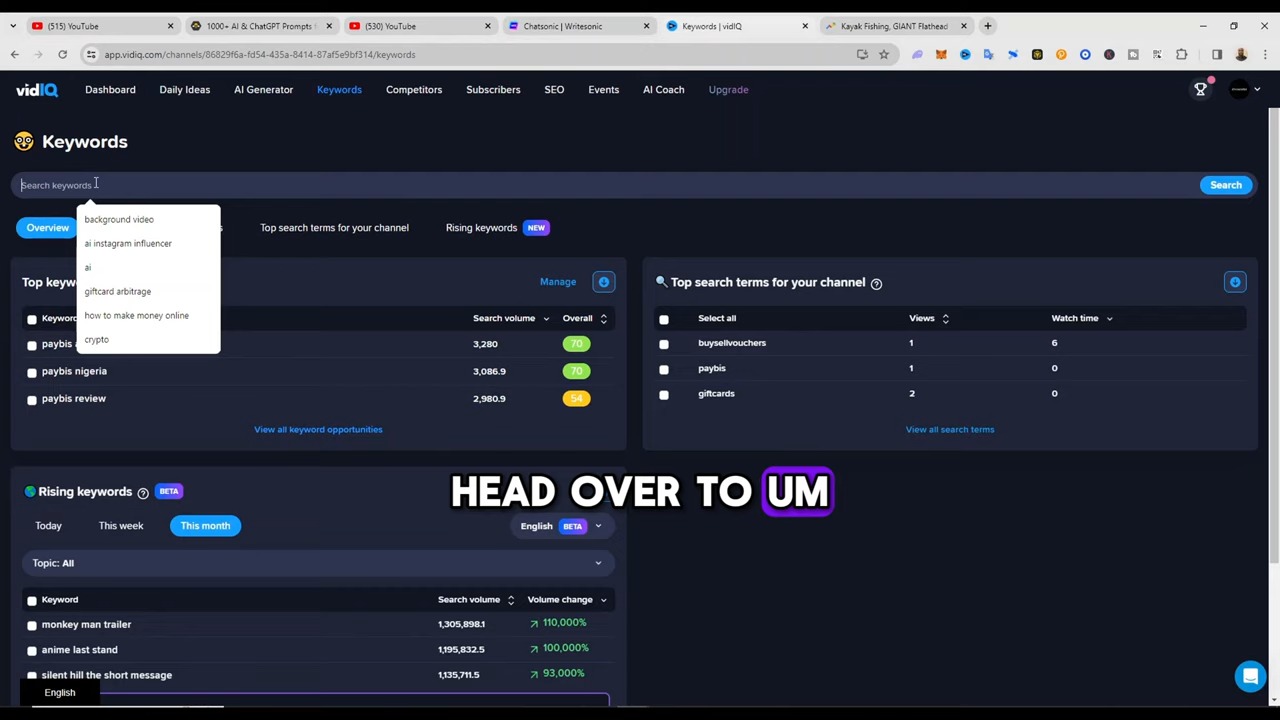 (515) YouTube
1000+ AI & ChatGPT Prompts
(530) YouTube
Chatsonic | Writesonic
Keywords | vidIQ
Kayak Fishing, GIANT Flathead
app.vidiq.com/channels/86829f6a-fd54-435a-8414-87af5e9bf314/keywords
vidIQ
Dashboard
Daily Ideas
AI Generator
Keywords
Competitors
Subscribers
SEO
Events
AI Coach
Upgrade
Keywords
Search keywords
Search
background video
ai instagram influencer
ai
giftcard arbitrage
how to make money online
crypto
Overview
Top search terms for your channel
Rising keywords NEW
Top keyw
Manage
Keyword
Search volume
Overall
paybis a
3,280
70
paybis nigeria
3,086.9
70
paybis review
2,980.9
54
View all keyword opportunities
Top search terms for your channel
Select all
Views
Watch time
buysellvouchers
1
6
paybis
1
0
giftcards
2
0
View all search terms
HEAD OVER TO UM
Rising keywords BETA
Today
This week
This month
English BETA
Topic: All
Keyword
Search volume
Volume change
monkey man trailer
1,305,898.1
110,000%
anime last stand
1,195,832.5
100,000%
silent hill the short message
1,135,711.5
93,000%
English